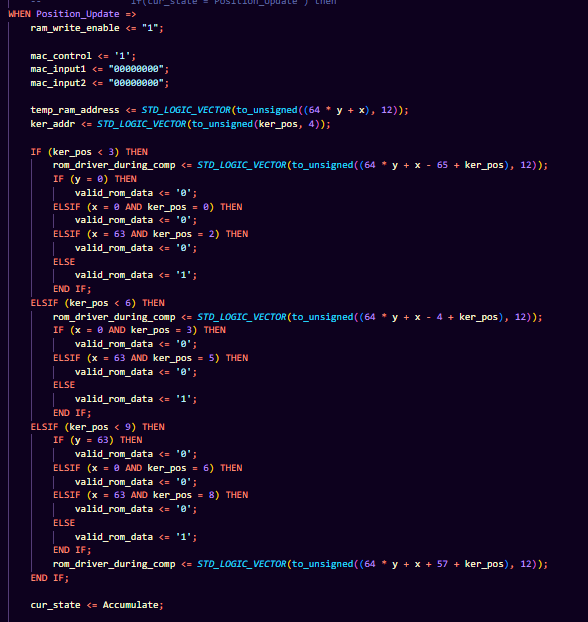 --               if(cur_state = Position_Update ) then
WHEN Position_Update =>
ram_write_enable <= "1";
mac_control <= '1';
mac_input1 <= "00000000";
mac_input2 <= "00000000";
temp_ram_address <= STD_LOGIC_VECTOR(to_unsigned((64 * y + x), 12));
ker_addr <= STD_LOGIC_VECTOR(to_unsigned(ker_pos, 4));
IF (ker_pos < 3) THEN
rom_driver_during_comp <= STD_LOGIC_VECTOR(to_unsigned((64 * y + x - 65 + ker_pos), 12));
IF (y = 0) THEN
valid_rom_data <= '0';
ELSIF (x = 0 AND ker_pos = 0) THEN
valid_rom_data <= '0';
ELSIF (x = 63 AND ker_pos = 2) THEN
valid_rom_data <= '0';
ELSE
valid_rom_data <= '1';
END IF;
ELSIF (ker_pos < 6) THEN
rom_driver_during_comp <= STD_LOGIC_VECTOR(to_unsigned((64 * y + x - 4 + ker_pos), 12));
IF (x = 0 AND ker_pos = 3) THEN
valid_rom_data <= '0';
ELSIF (x = 63 AND ker_pos = 5) THEN
valid_rom_data <= '0';
ELSE
valid_rom_data <= '1';
END IF;
ELSIF (ker_pos < 9) THEN
IF (y = 63) THEN
valid_rom_data <= '0';
ELSIF (x = 0 AND ker_pos = 6) THEN
valid_rom_data <= '0';
ELSIF (x = 63 AND ker_pos = 8) THEN
valid_rom_data <= '0';
ELSE
valid_rom_data <= '1';
END IF;
rom_driver_during_comp <= STD_LOGIC_VECTOR(to_unsigned((64 * y + x + 57 + ker_pos), 12));
END IF;
cur_state <= Accumulate;